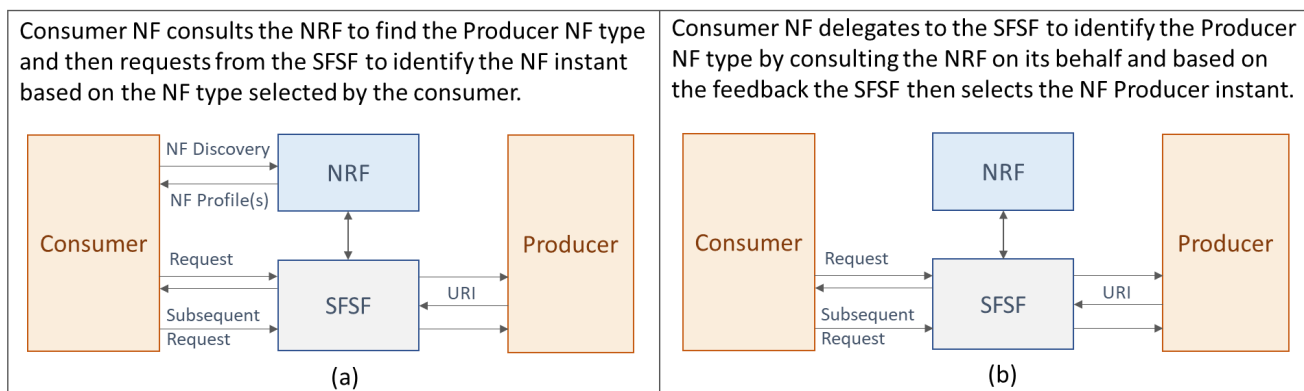 Consumer NF consults the NRF to find the Producer NF type
and then requests from the SFSF to identify the NF instant
based on the NF type selected by the consumer.
NF Discovery
NRF
NF Profile(s)
Consumer
Producer
Request
URI
SFSF
Subsequent
Request
(a)
Consumer NF delegates to the SFSF to identify the Producer
NF type by consulting the NRF on its behalf and based on
the feedback the SFSF then selects the NF Producer instant.
NRF
Consumer
Producer
Request
URI
SFSF
Subsequent
Request
(b)